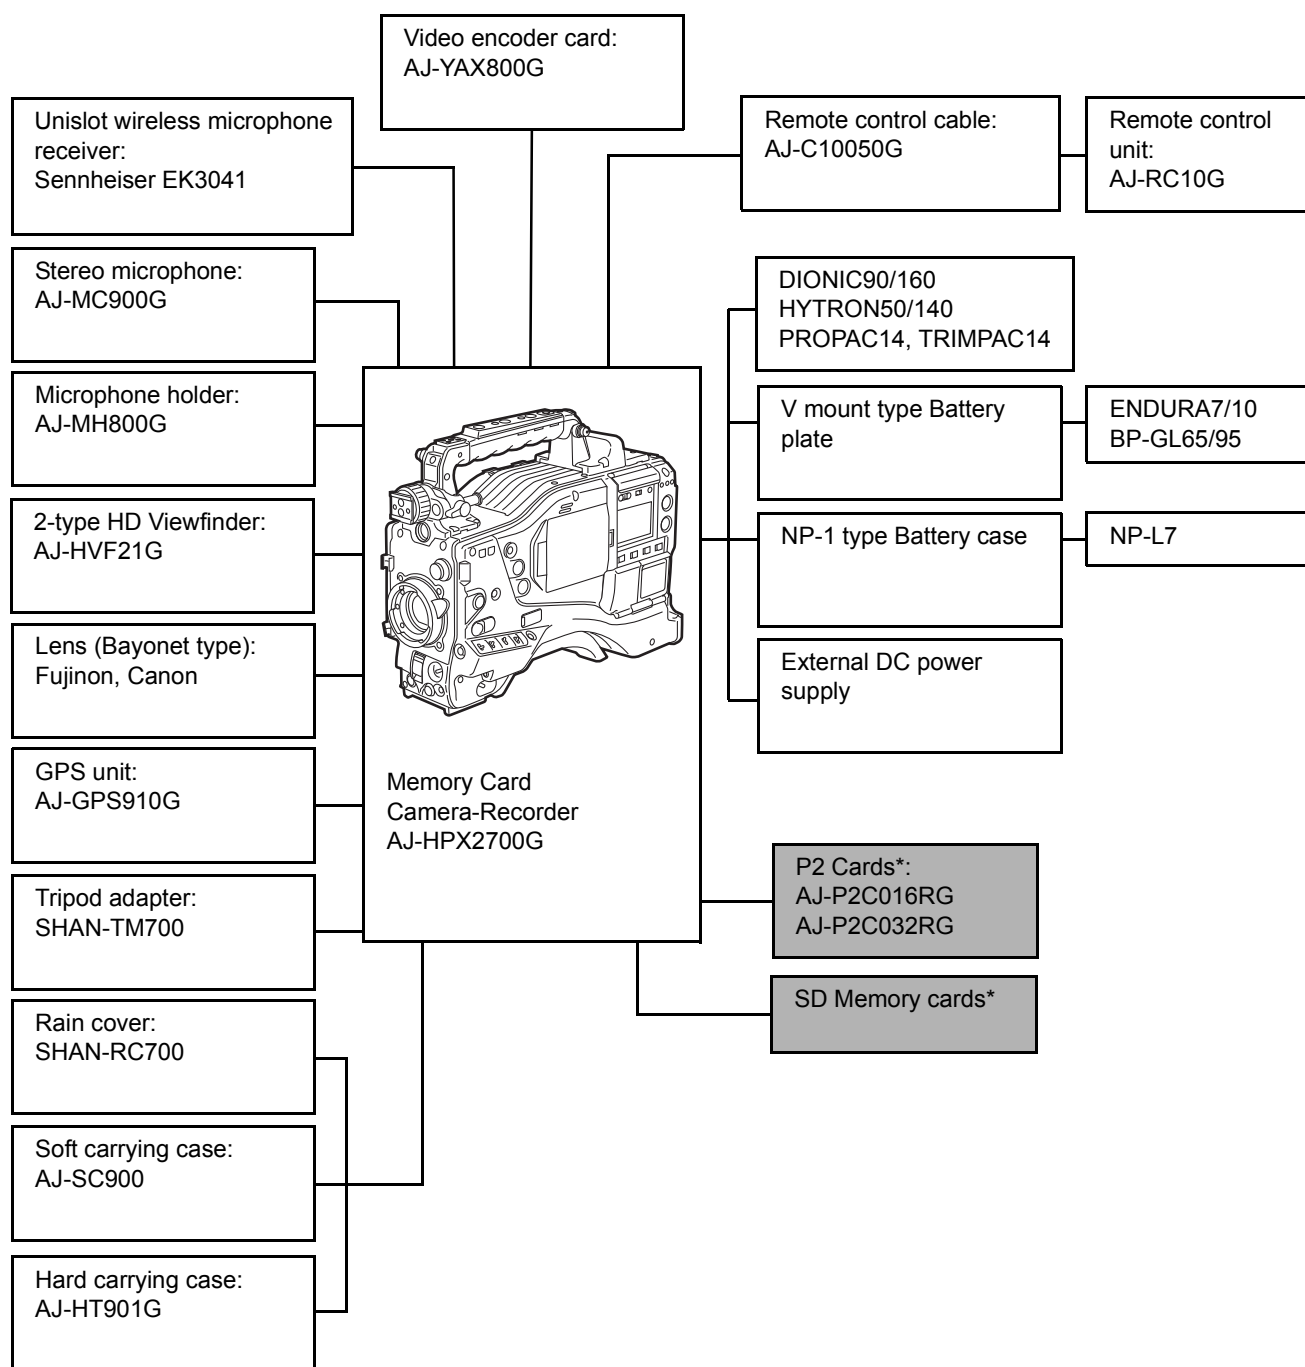 Video encoder card:
AJ-YAX800G
Unislot wireless microphone
receiver:
Sennheiser EK3041
Remote control cable:
AJ-C10050G
Remote control
unit:
AJ-RC10G
Stereo microphone:
AJ-MC900G
DIONIC90/160
HYTRON50/140
PROPAC14, TRIMPAC14
Microphone holder:
AJ-MH800G
V mount type Battery
plate
ENDURA7/10
BP-GL65/95
2-type HD Viewfinder:
AJ-HVF21G
NP-1 type Battery case
NP-L7
Lens (Bayonet type):
Fujinon, Canon
External DC power
supply
GPS unit:
AJ-GPS910G
Memory Card
Camera-Recorder
AJ-HPX2700G
P2 Cards*:
AJ-P2C016RG
AJ-P2C032RG
Tripod adapter:
SHAN-TM700
SD Memory cards*
Rain cover:
SHAN-RC700
Soft carrying case:
AJ-SC900
Hard carrying case:
AJ-HT901G